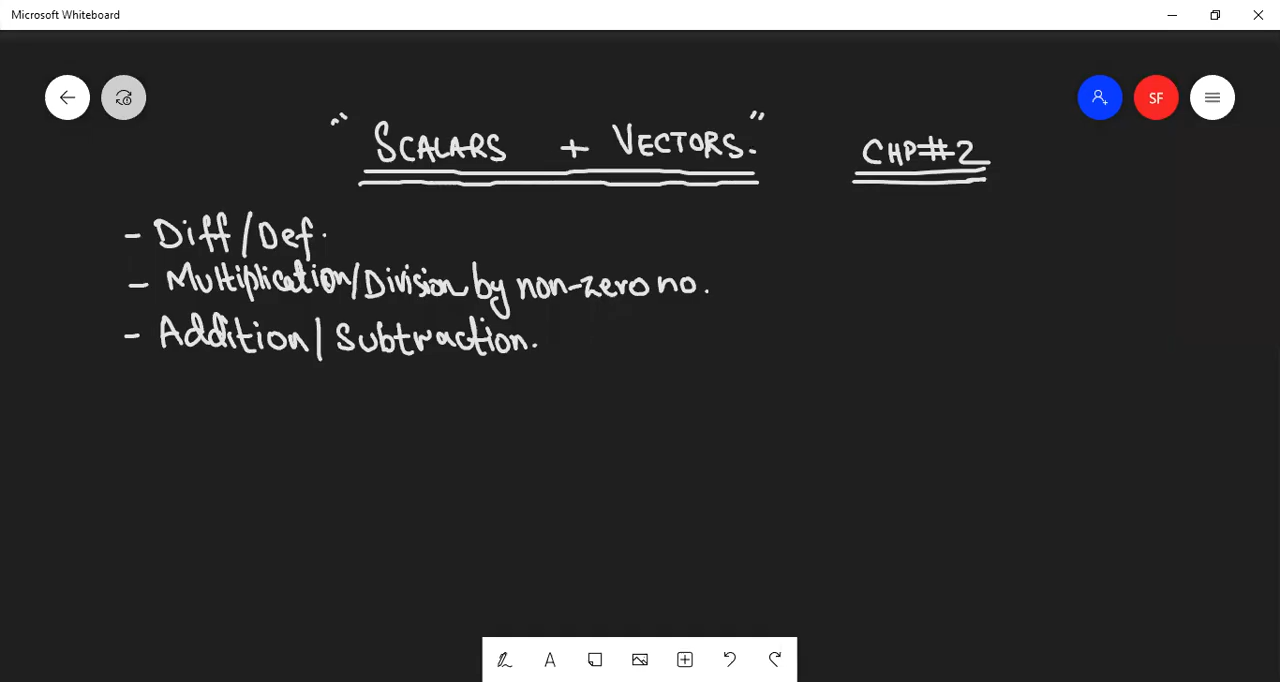 Microsoft Whiteboard
SF
"SCALARS + VECTORS." CHP#2
- Diff/Def.
- Multiplication/Division by non-zero no.
- Addition/Subtraction.
A